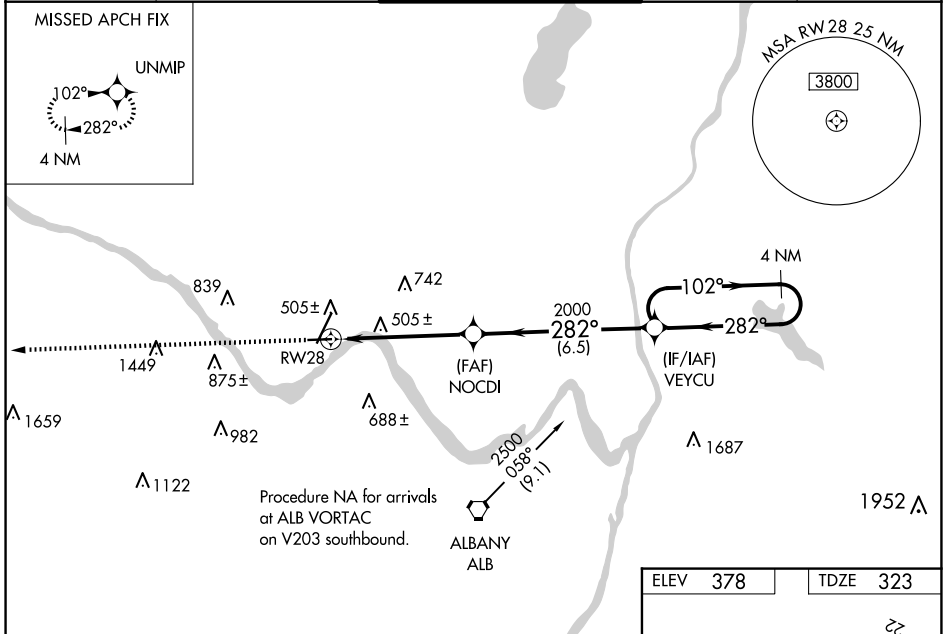 MISSED APCH FIX
UNMIP
102°
282°
4 NM
MSA RW28 25 NM
3800
4 NM
102°
282°
2000
282°
(6.5)
(IF/IAF)
VEYCU
(FAF)
NOCDI
RW28
839
505±
742
505±
1449
875±
1659
982
688±
1122
1687
1952
2500
058°
(9.1)
Procedure NA for arrivals
at ALB VORTAC
on V203 southbound.
ALBANY
ALB
ELEV 378
TDZE 323
22